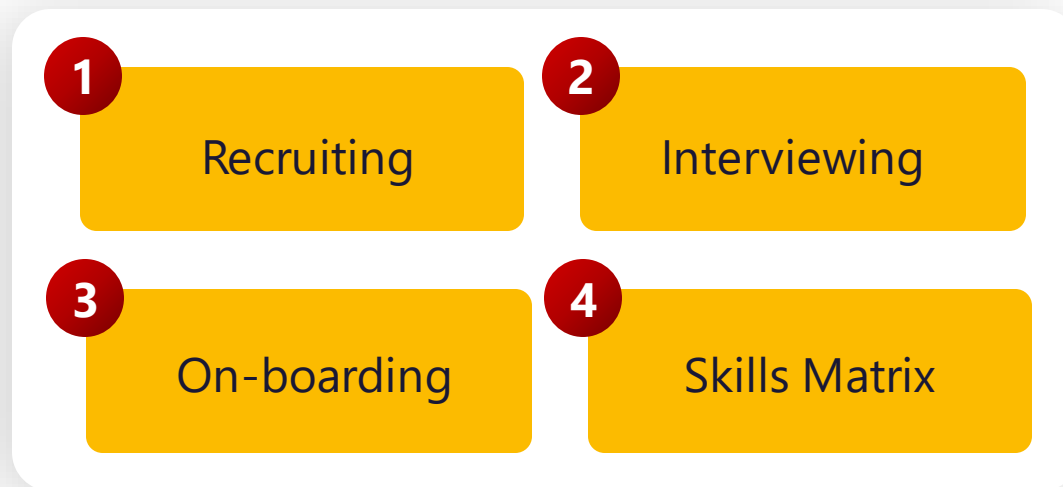 1
Recruiting
2
Interviewing
3
On-boarding
4
Skills Matrix